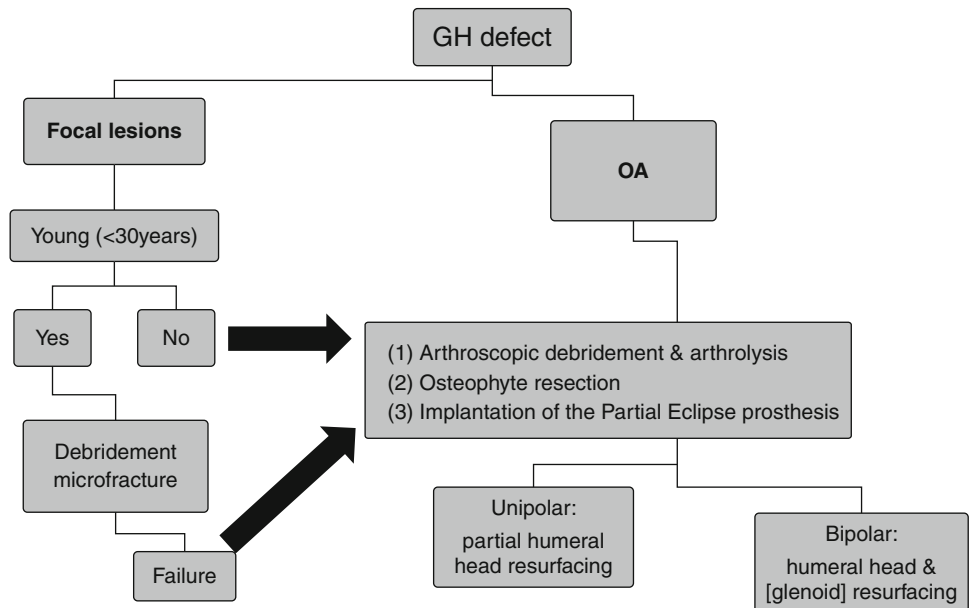 GH defect
Focal lesions
OA
Young (<30years)
Yes
No
(1) Arthroscopic debridement & arthrolysis
(2) Osteophyte resection
(3) Implantation of the Partial Eclipse prosthesis
Debridement
microfracture
Failure
Unipolar:
partial humeral
head resurfacing
Bipolar:
humeral head &
[glenoid] resurfacing